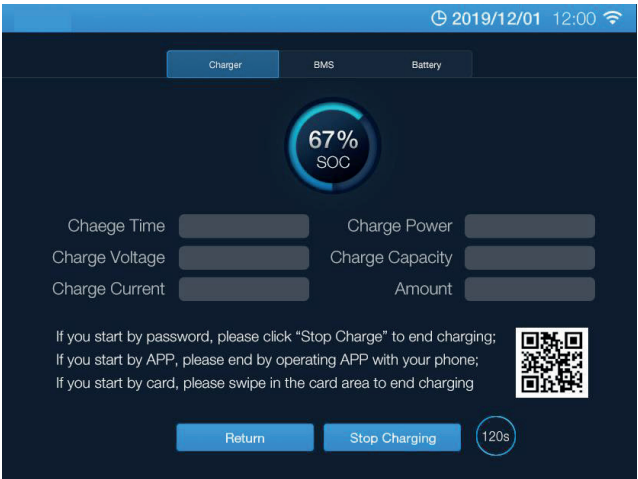 2019/12/01 12:00
Charger BMS Battery
67%
SOC
Chaege Time Charge Power
Charge Voltage Charge Capacity
Charge Current Amount
If you start by password, please click “Stop Charge” to end charging;
If you start by APP, please end by operating APP with your phone;
If you start by card, please swipe in the card area to end charging
Return Stop Charging 120s